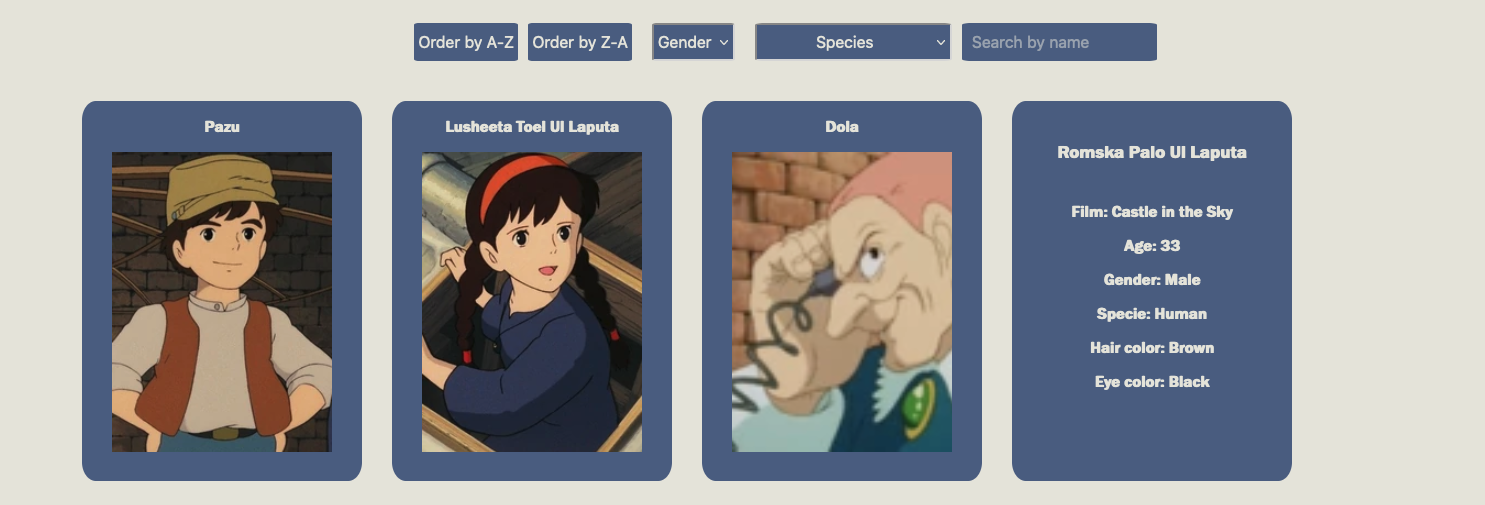 Order by A-Z Order by Z-A Gender Species Search by name
Pazu
Lusheeta Toel Ul Laputa
Dola
Romska Palo Ul Laputa
Film: Castle in the Sky
Age: 33
Gender: Male
Specie: Human
Hair color: Brown
Eye color: Black